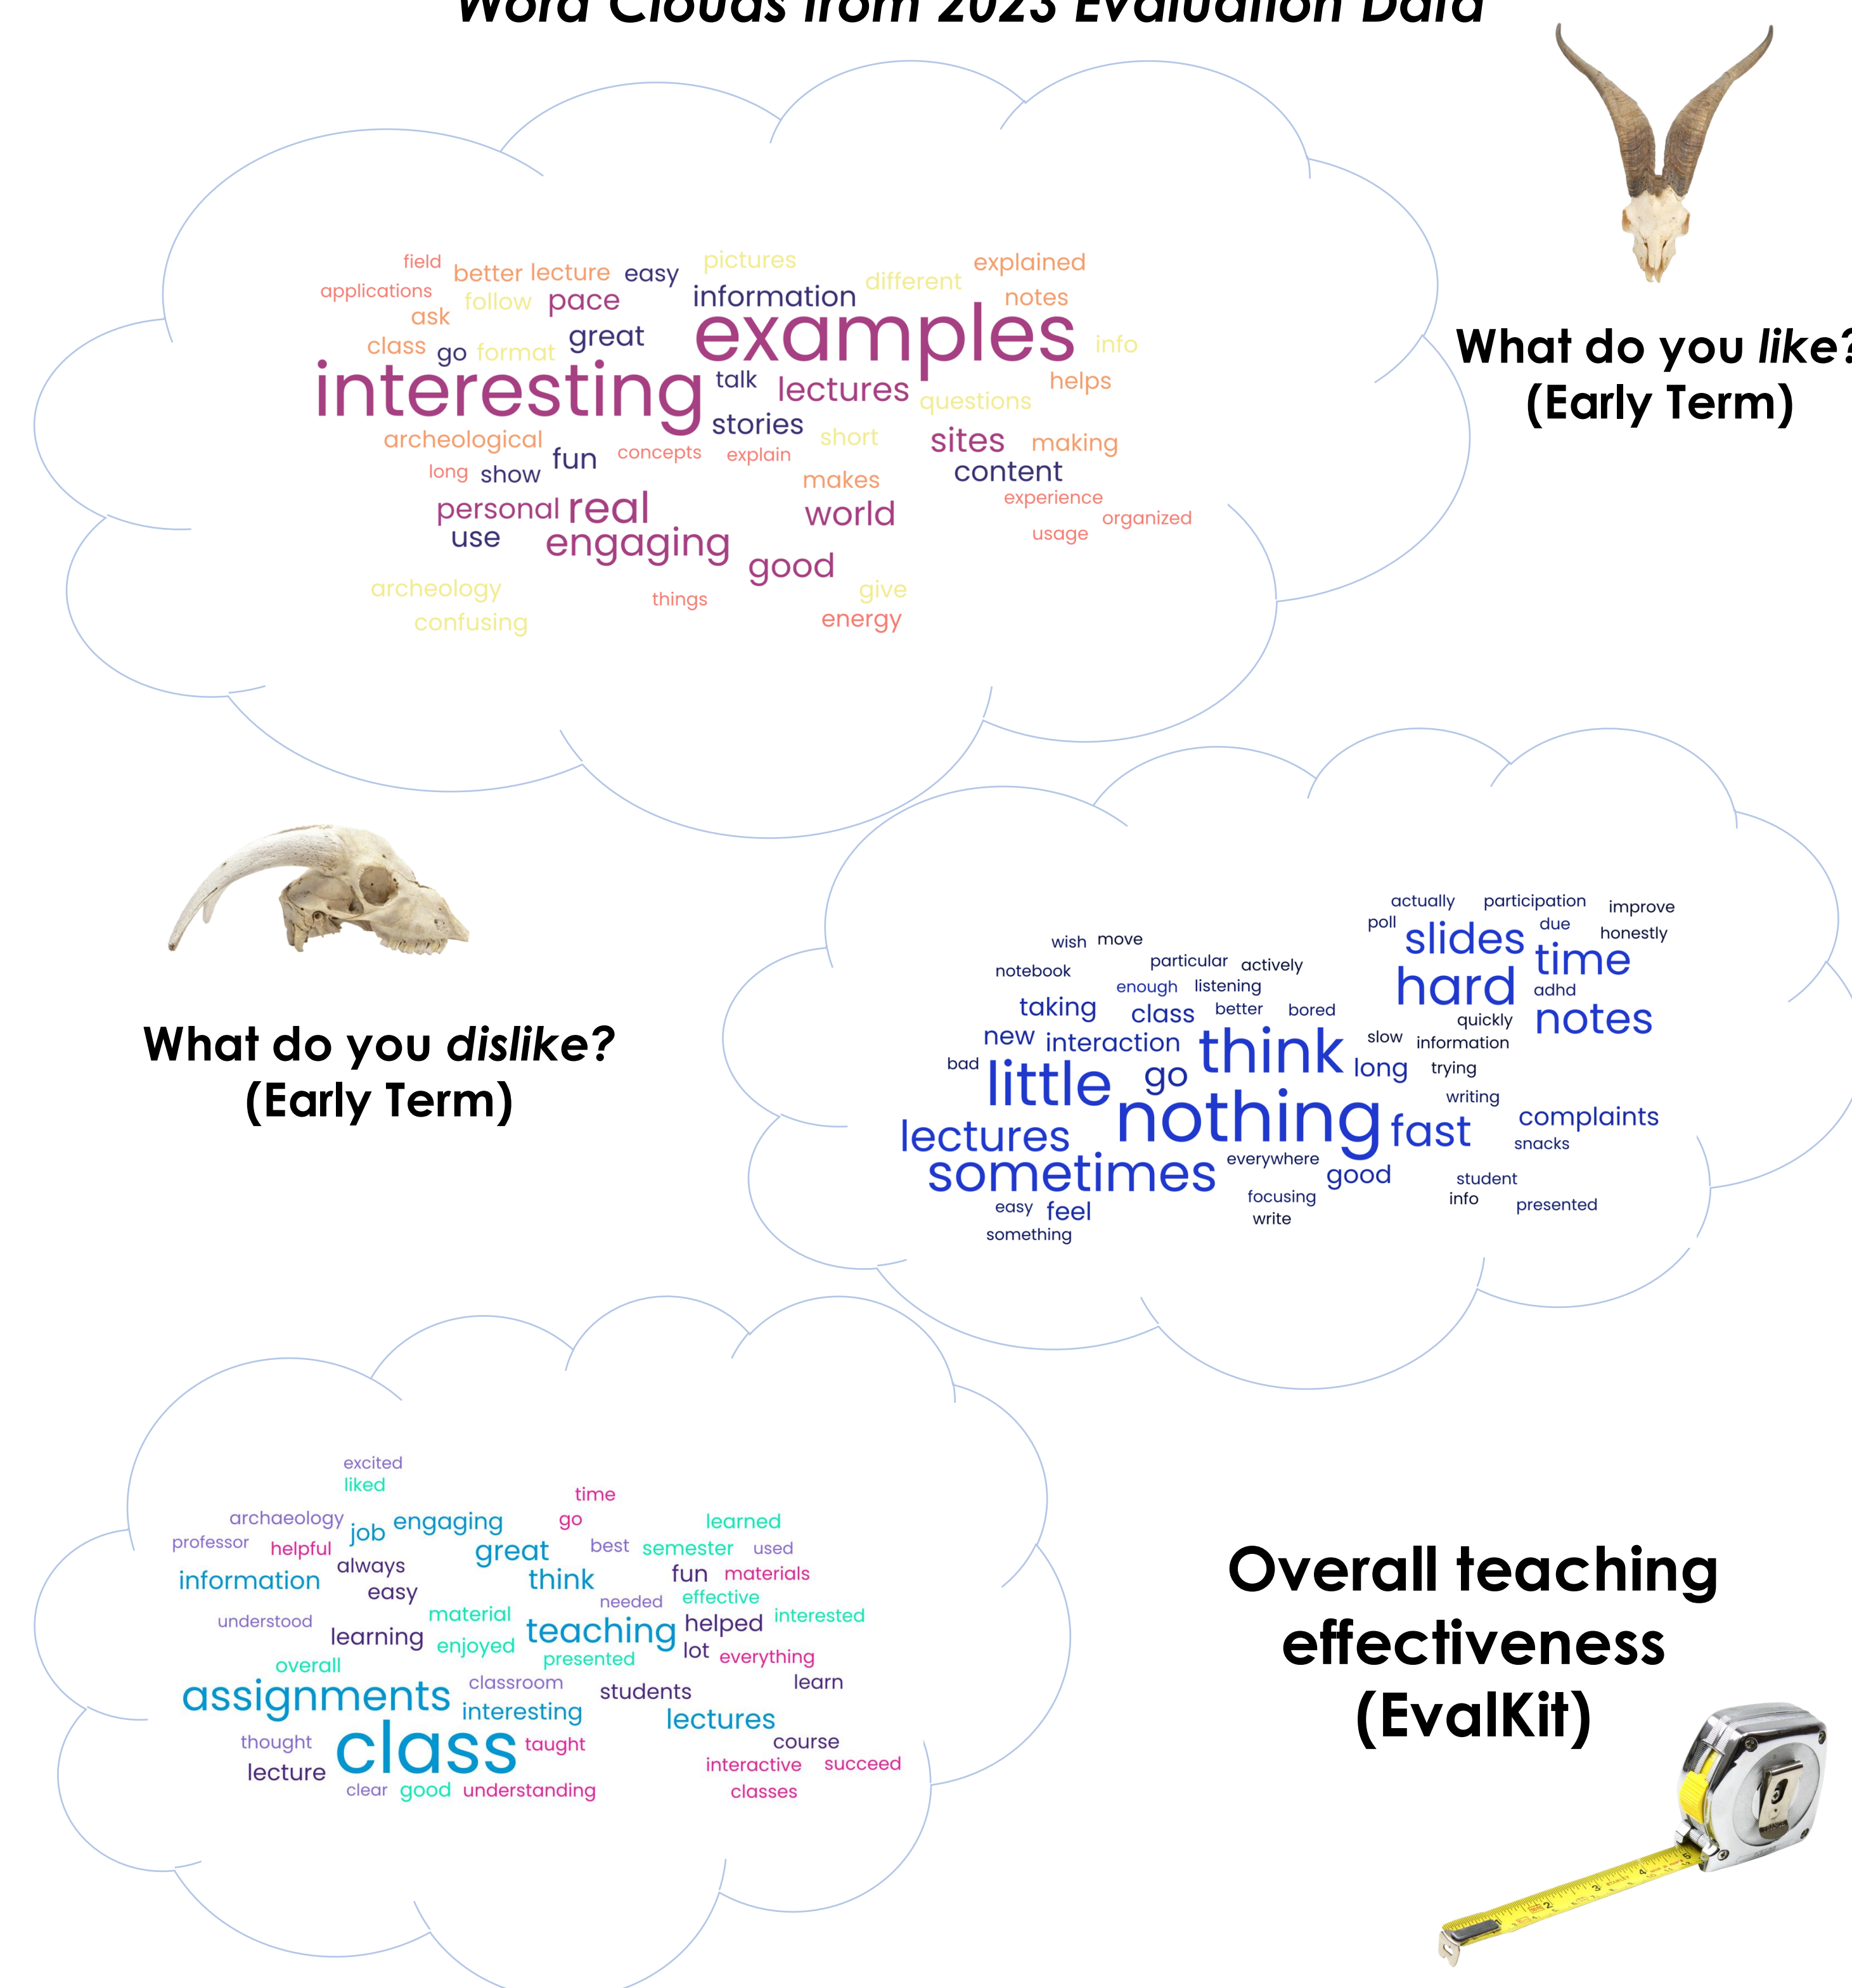 Word Clouds from 2023 Evaluation Data
field better lecture easy pictures different explained
applications follow pace information notes
ask great examples
class go format info
interesting talk lectures questions helps
archeological stories short sites making
long show fun concepts explain content
makes experience
personal real world organized
use engaging usage
good
archeology things give
confusing energy
What do you like?
(Early Term)
What do you dislike?
(Early Term)
actually participation improve
poll slides due honestly
wish move time
notebook particular actively hard adhd
enough listening notes
taking class better bored quickly
new interaction think slow information
bad little go long trying
nothing writing
lectures fast complaints
sometimes everywhere good snacks
focusing student
easy feel write info presented
something
excited
liked
time
archaeology job engaging go learned
professor helpful great best semester used
information always think fun materials
easy needed effective
understood material teaching helped interested
learning enjoyed presented lot everything
overall classroom students learn
assignments interesting lectures
thought class taught course
lecture interactive succeed
clear good understanding classes
Overall teaching
effectiveness
(EvalKit)
2 3 4 5